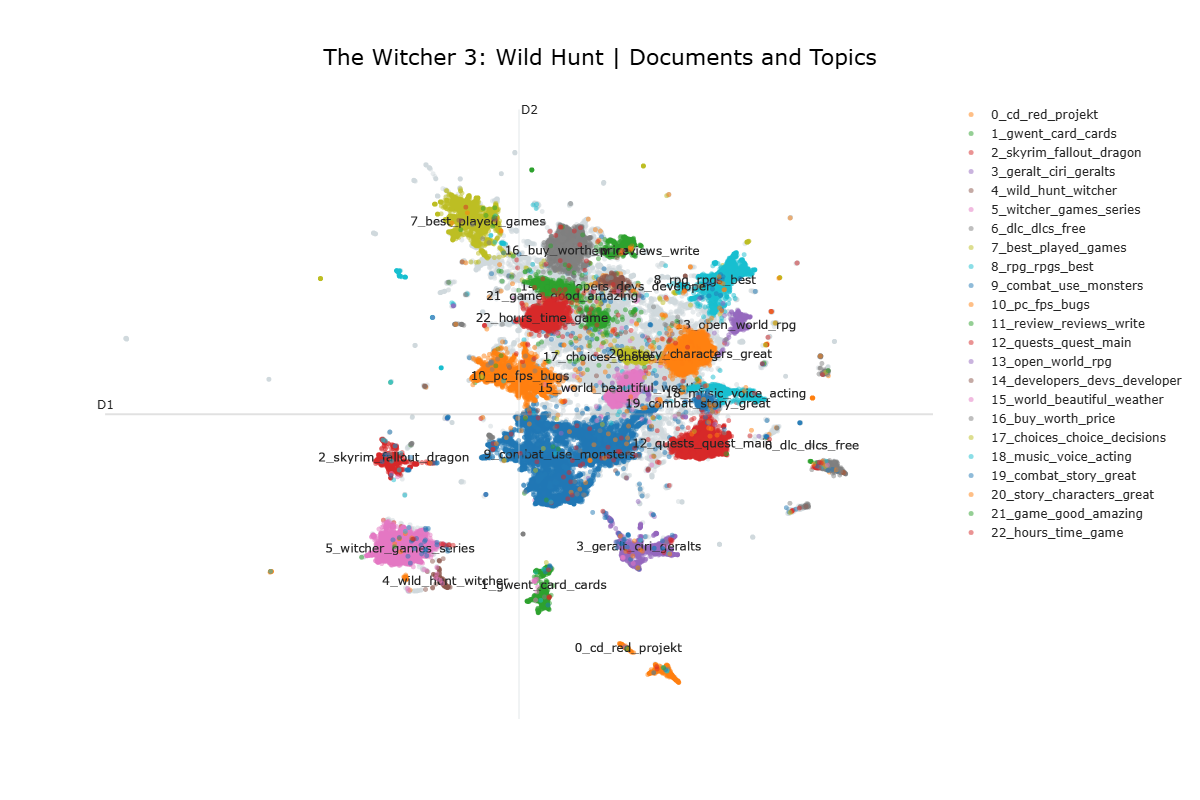 The Witcher 3: Wild Hunt | Documents and Topics
D2
D1
7_best_played_games
16_buy_worth_price
8_rpg_rpgs_best
21_game_good_amazing
22_hours_time_game
13_open_world_rpg
20_story_characters_great
10_pc_fps_bugs
18_music_voice_acting
19_combat_story_great
12_quests_quest_main
6_dlc_dlcs_free
2_skyrim_fallout_dragon
9_combat_use_monsters
5_witcher_games_series
3_geralt_ciri_geralts
4_wild_hunt_witcher
1_gwent_card_cards
0_cd_red_projekt
0_cd_red_projekt
1_gwent_card_cards
2_skyrim_fallout_dragon
3_geralt_ciri_geralts
4_wild_hunt_witcher
5_witcher_games_series
6_dlc_dlcs_free
7_best_played_games
8_rpg_rpgs_best
9_combat_use_monsters
10_pc_fps_bugs
11_review_reviews_write
12_quests_quest_main
13_open_world_rpg
14_developers_devs_developer
15_world_beautiful_weather
16_buy_worth_price
17_choices_choice_decisions
18_music_voice_acting
19_combat_story_great
20_story_characters_great
21_game_good_amazing
22_hours_time_game